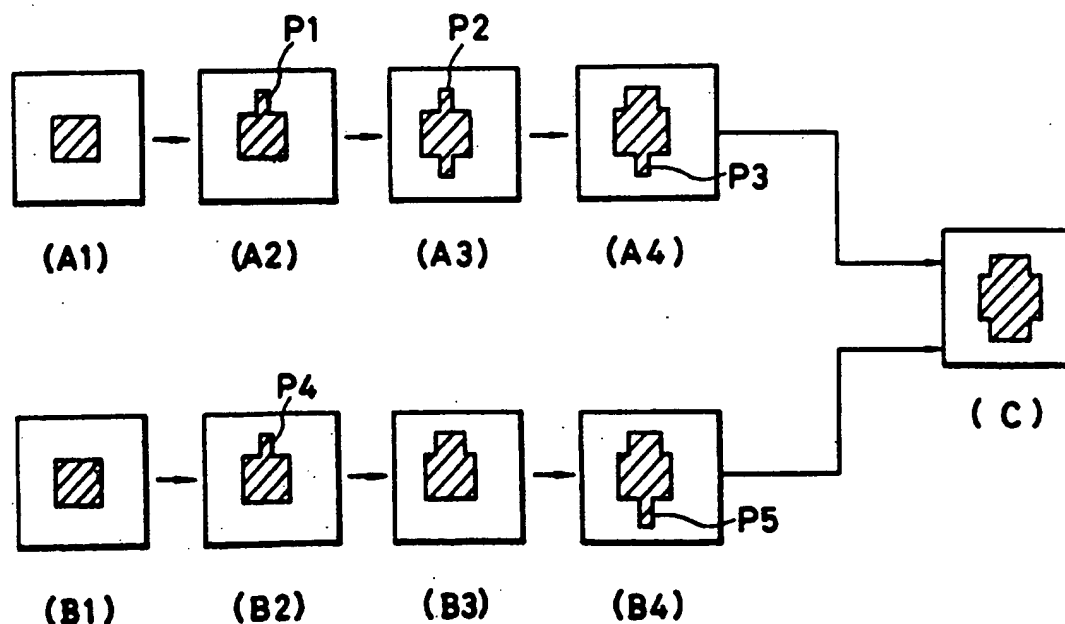 P1
P2
P3
(A1)
(A2)
(A3)
(A4)
P4
(C)
P5
(B1)
(B2)
(B3)
(B4)